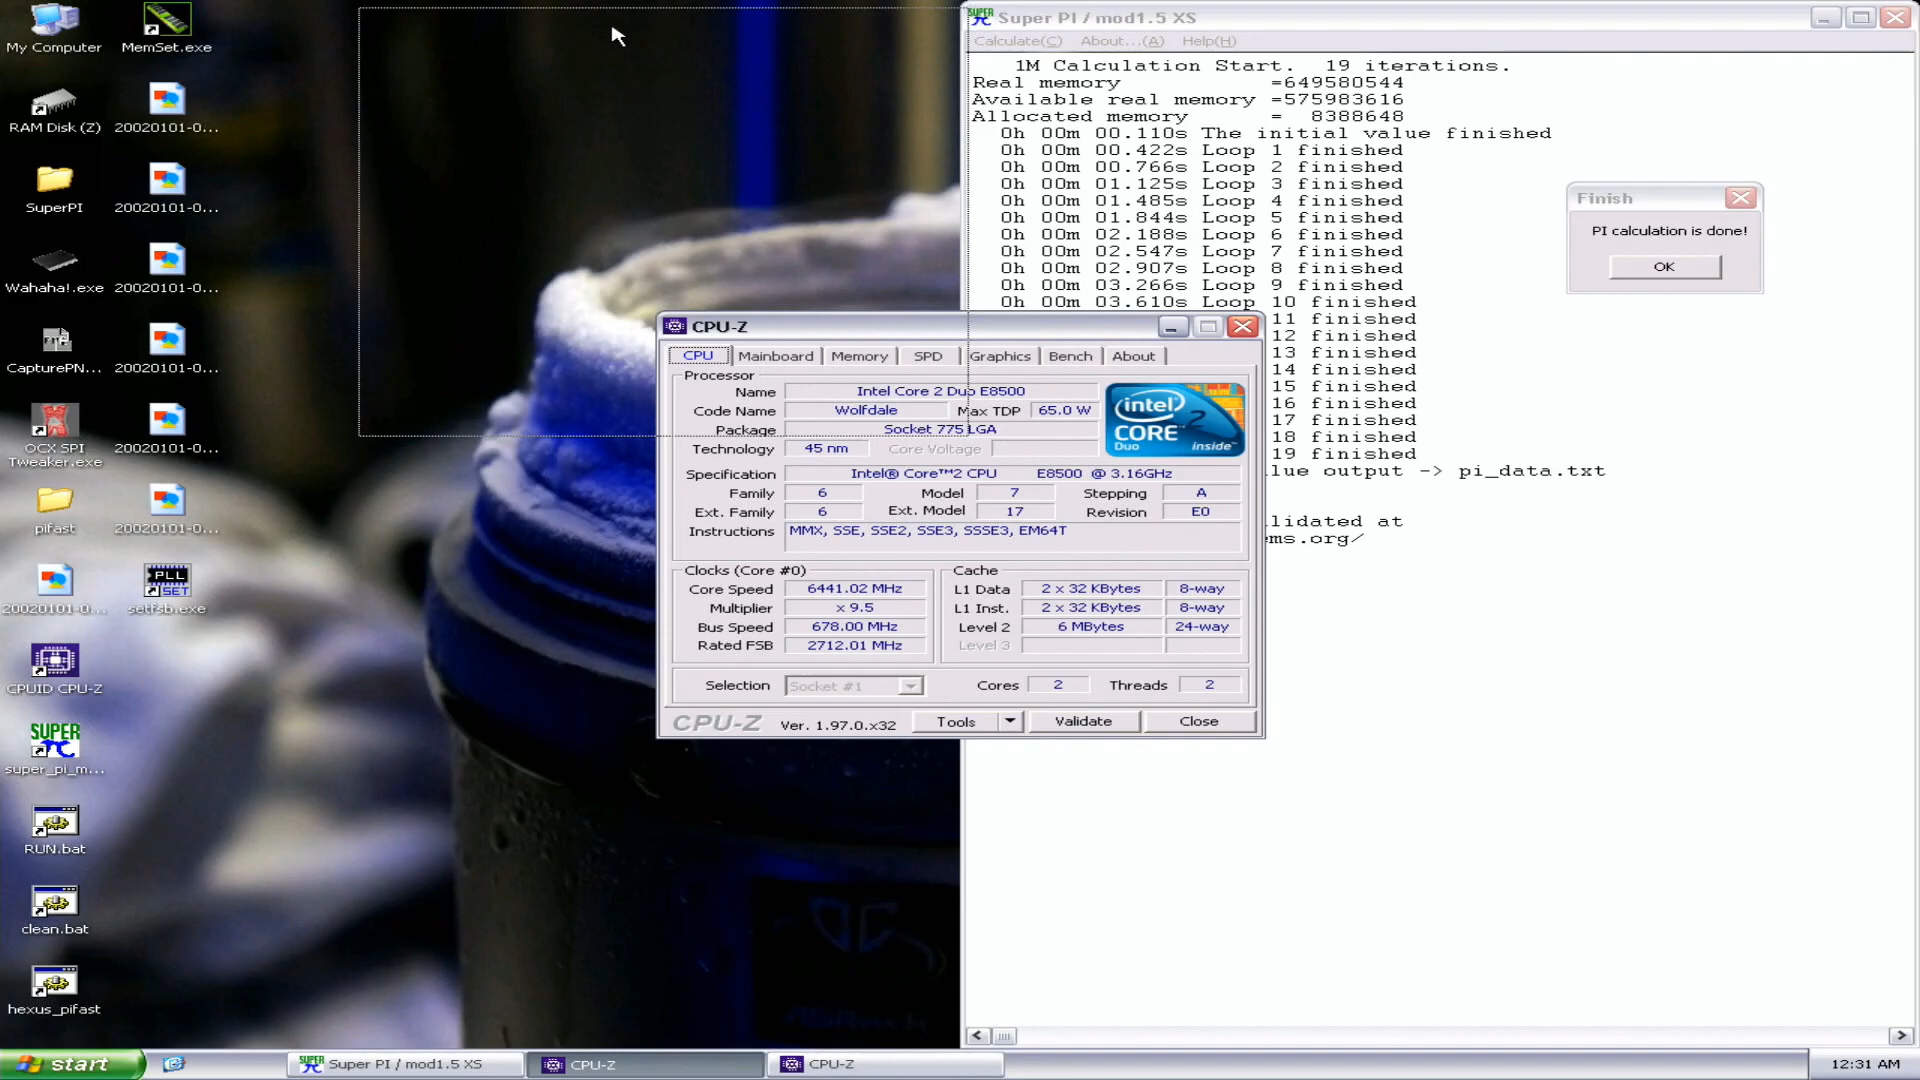 My Computer
MemSet.exe
RAM Disk (Z)
20020101-0...
SuperPI
20020101-0...
Wahaha!.exe
20020101-0...
CapturePN...
20020101-0...
OCX SPI
Tweaker.exe
20020101-0...
pifast
20020101-0...
20020101-0...
PLL
SET
setfsb.exe
CPUID CPU-Z
SUPER
super_pi_m...
RUN.bat
clean.bat
hexus_pifast
SUPER
Super PI / mod1.5 XS
Calculate(C) About...(A) Help(H)
1M Calculation Start. 19 iterations.
Real memory =649580544
Available real memory =575983616
Allocated memory = 8388648
0h 00m 00.110s The initial value finished
0h 00m 00.422s Loop 1 finished
0h 00m 00.766s Loop 2 finished
0h 00m 01.125s Loop 3 finished
0h 00m 01.485s Loop 4 finished
0h 00m 01.844s Loop 5 finished
0h 00m 02.188s Loop 6 finished
0h 00m 02.547s Loop 7 finished
0h 00m 02.907s Loop 8 finished
0h 00m 03.266s Loop 9 finished
0h 00m 03.610s Loop 10 finished
11 finished
12 finished
13 finished
14 finished
15 finished
16 finished
17 finished
18 finished
19 finished
lue output -> pi_data.txt
lidated at
ems.org/
Finish
PI calculation is done!
OK
CPU-Z
CPU Mainboard Memory SPD Graphics Bench About
Processor
Name Intel Core 2 Duo E8500
Code Name Wolfdale Max TDP 65.0 W
Package Socket 775 LGA
Technology 45 nm Core Voltage
intel
CORE 2
Duo inside™
Specification Intel® Core™2 CPU E8500 @ 3.16GHz
Family 6 Model 7 Stepping A
Ext. Family 6 Ext. Model 17 Revision E0
Instructions MMX, SSE, SSE2, SSE3, SSSE3, EM64T
Clocks (Core #0)
Core Speed 6441.02 MHz
Multiplier x 9.5
Bus Speed 678.00 MHz
Rated FSB 2712.01 MHz
Cache
L1 Data 2 x 32 KBytes 8-way
L1 Inst. 2 x 32 KBytes 8-way
Level 2 6 MBytes 24-way
Level 3
Selection Socket #1 Cores 2 Threads 2
CPU-Z Ver. 1.97.0.x32 Tools Validate Close
ASRock
start
SUPER
Super PI / mod1.5 XS
CPU-Z
CPU-Z
12:31 AM